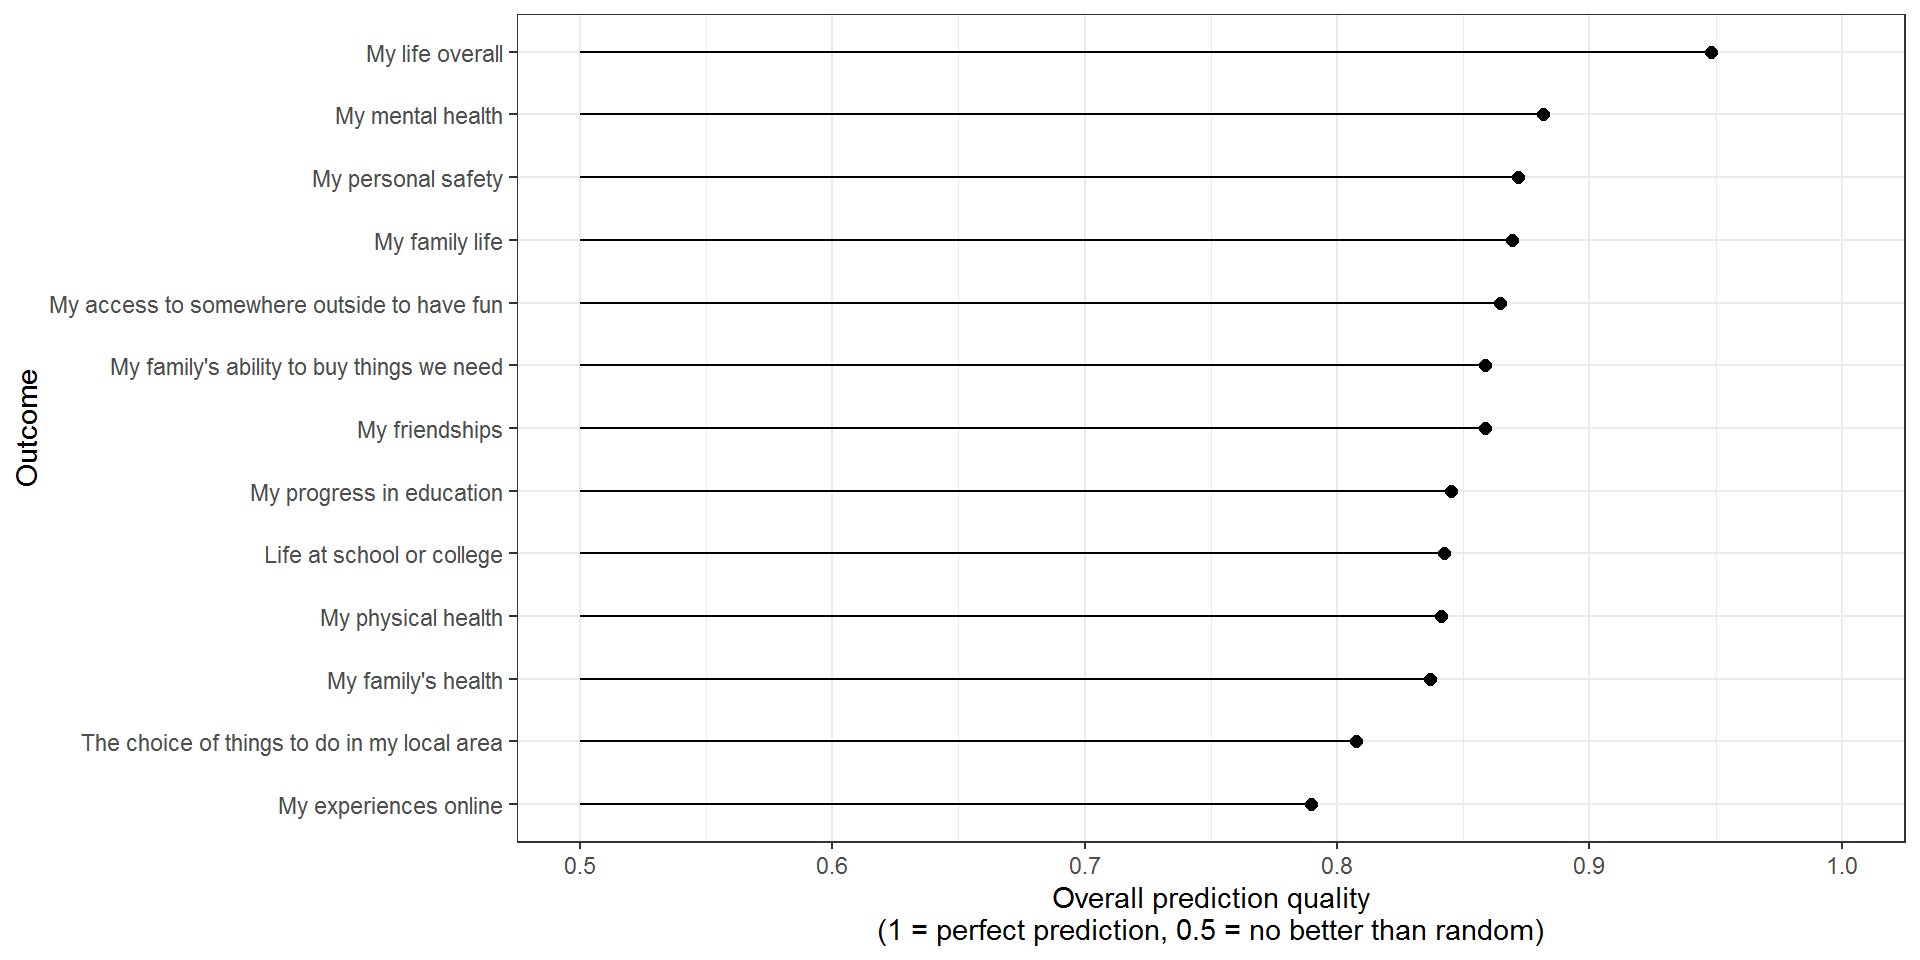 My life overall
My mental health
My personal safety
My family life
My access to somewhere outside to have fun
My family's ability to buy things we need
My friendships
My progress in education
Life at school or college
My physical health
My family's health
The choice of things to do in my local area
My experiences online
Outcome
0.5 0.6 0.7 0.8 0.9 1.0
Overall prediction quality
(1 = perfect prediction, 0.5 = no better than random)